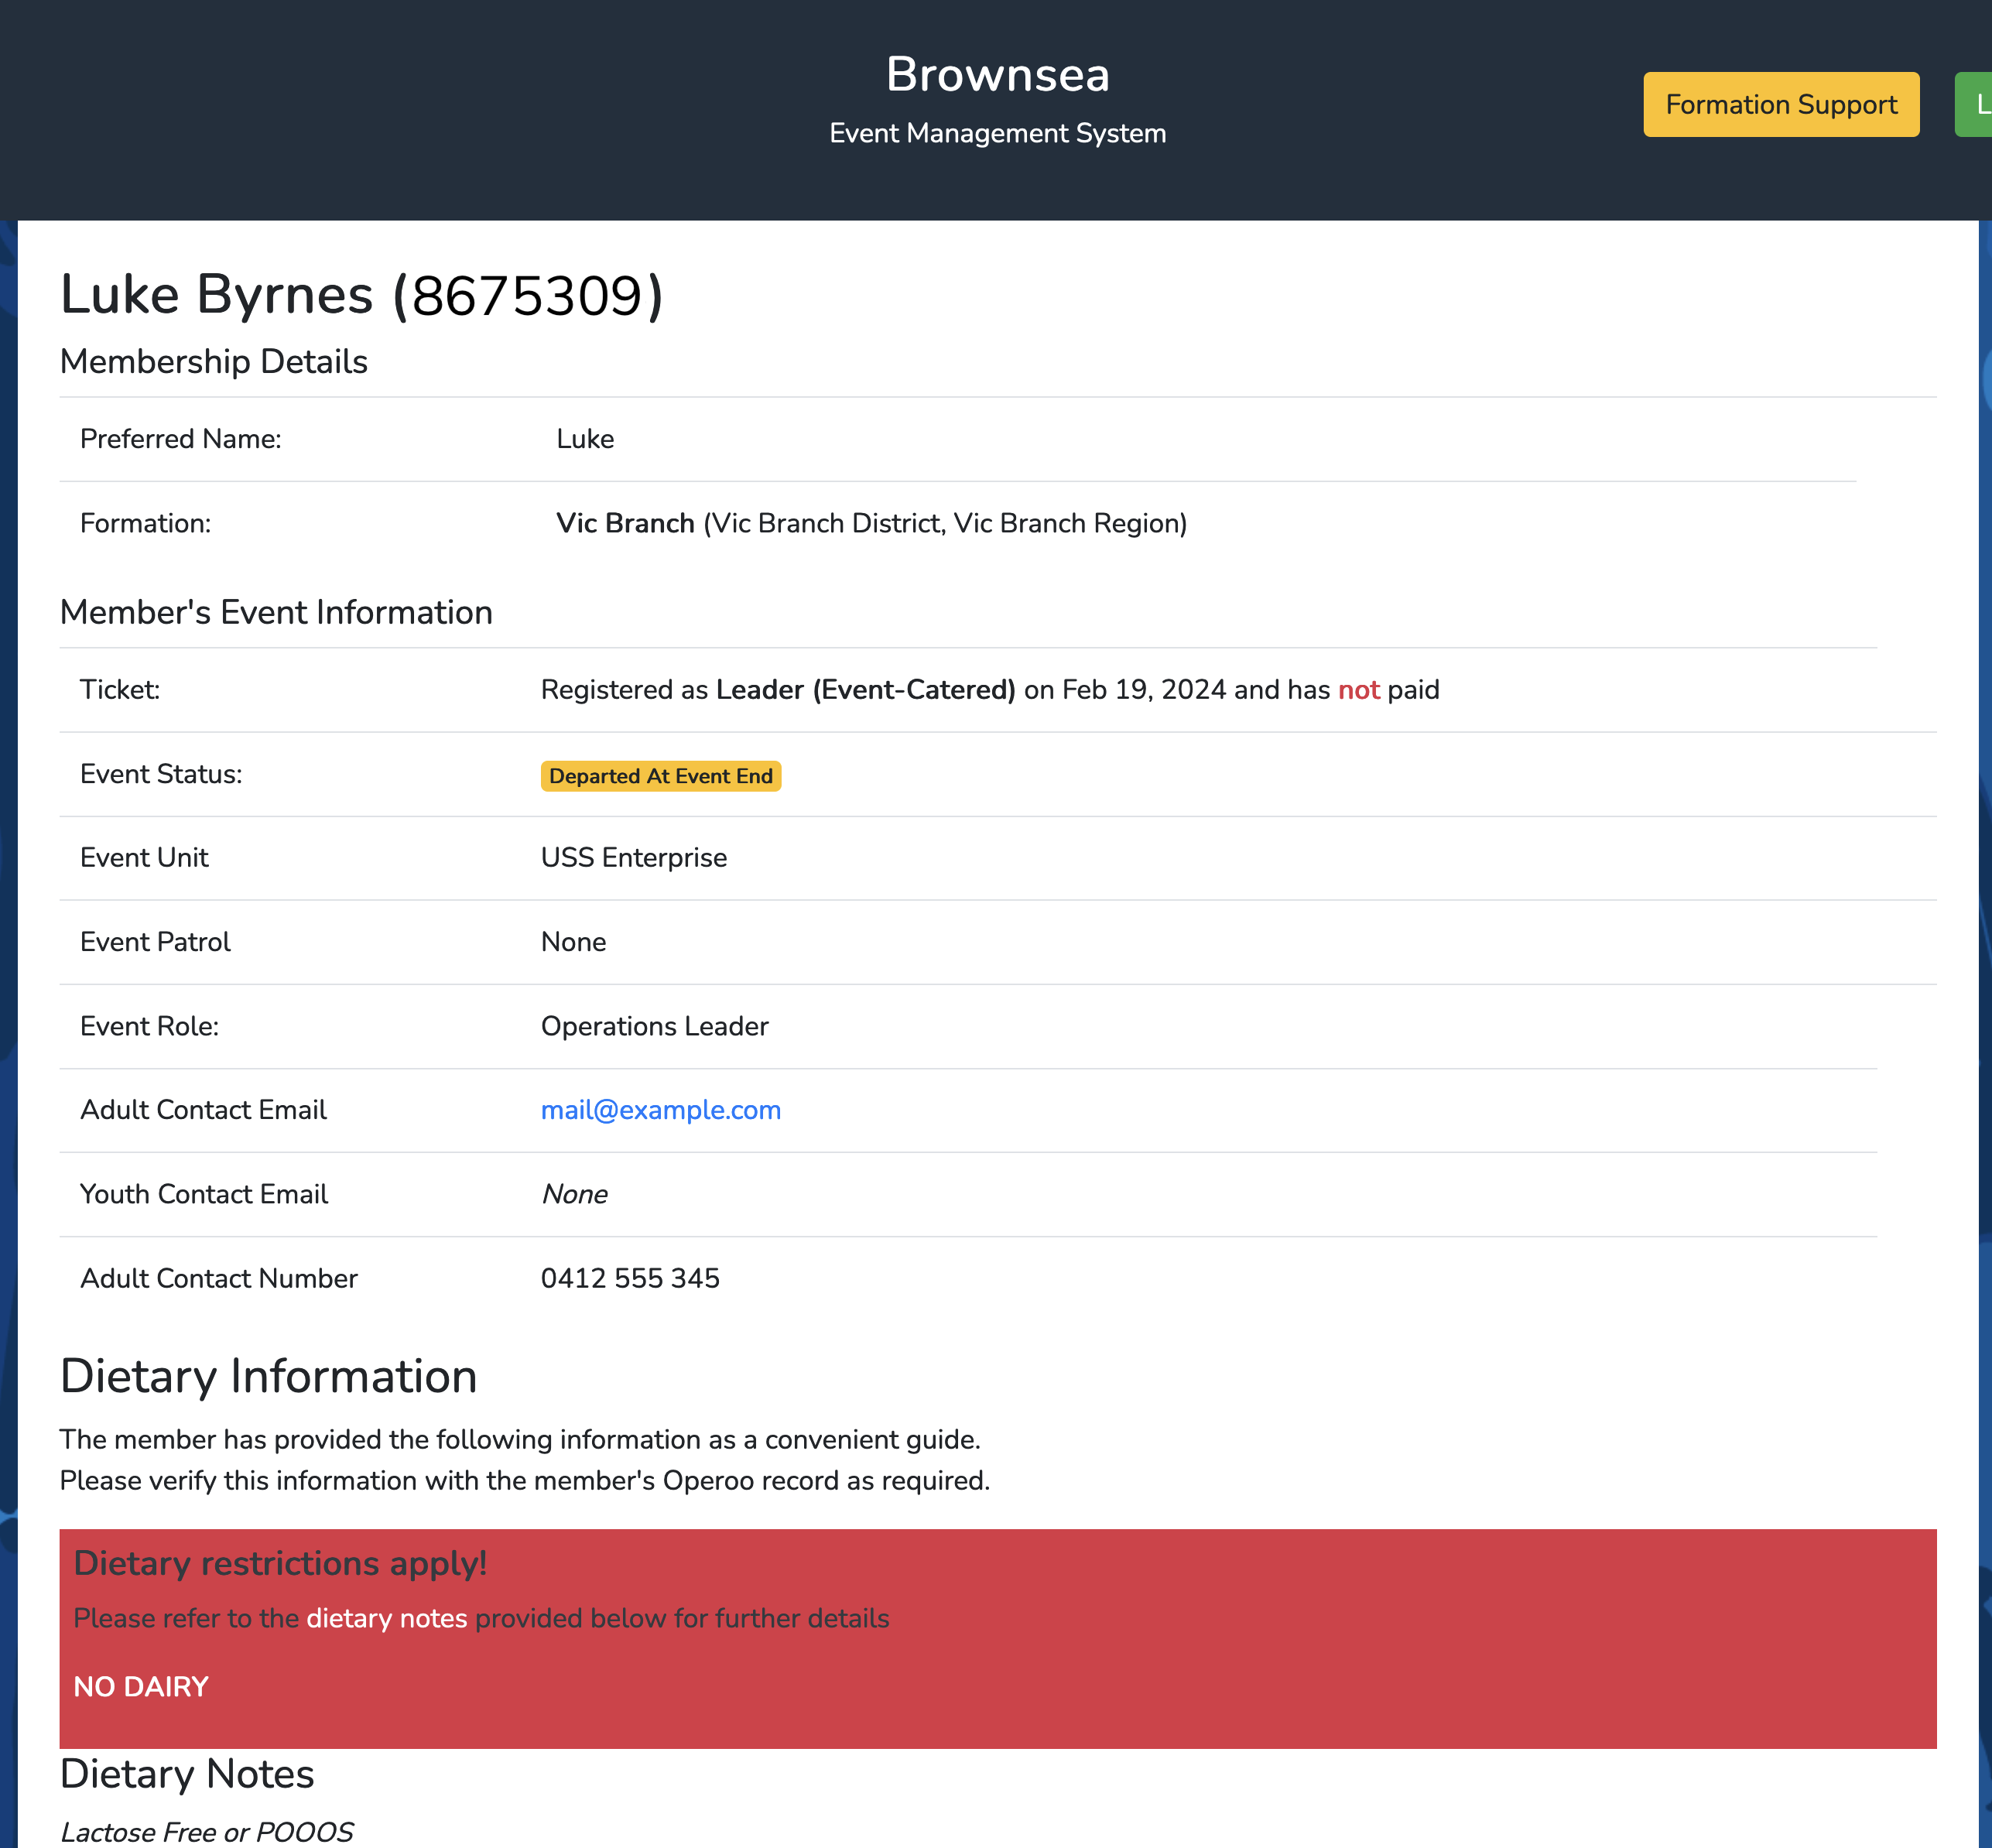 Brownsea
Event Management System
Formation Support
L
Luke Byrnes (8675309)
Membership Details
Preferred Name: Luke
Formation: Vic Branch (Vic Branch District, Vic Branch Region)
Member's Event Information
Ticket: Registered as Leader (Event-Catered) on Feb 19, 2024 and has not paid
Event Status: Departed At Event End
Event Unit USS Enterprise
Event Patrol None
Event Role: Operations Leader
Adult Contact Email mail@example.com
Youth Contact Email None
Adult Contact Number 0412 555 345
Dietary Information
The member has provided the following information as a convenient guide.
Please verify this information with the member's Operoo record as required.
Dietary restrictions apply!
Please refer to the dietary notes provided below for further details
NO DAIRY
Dietary Notes
Lactose Free or POOOS